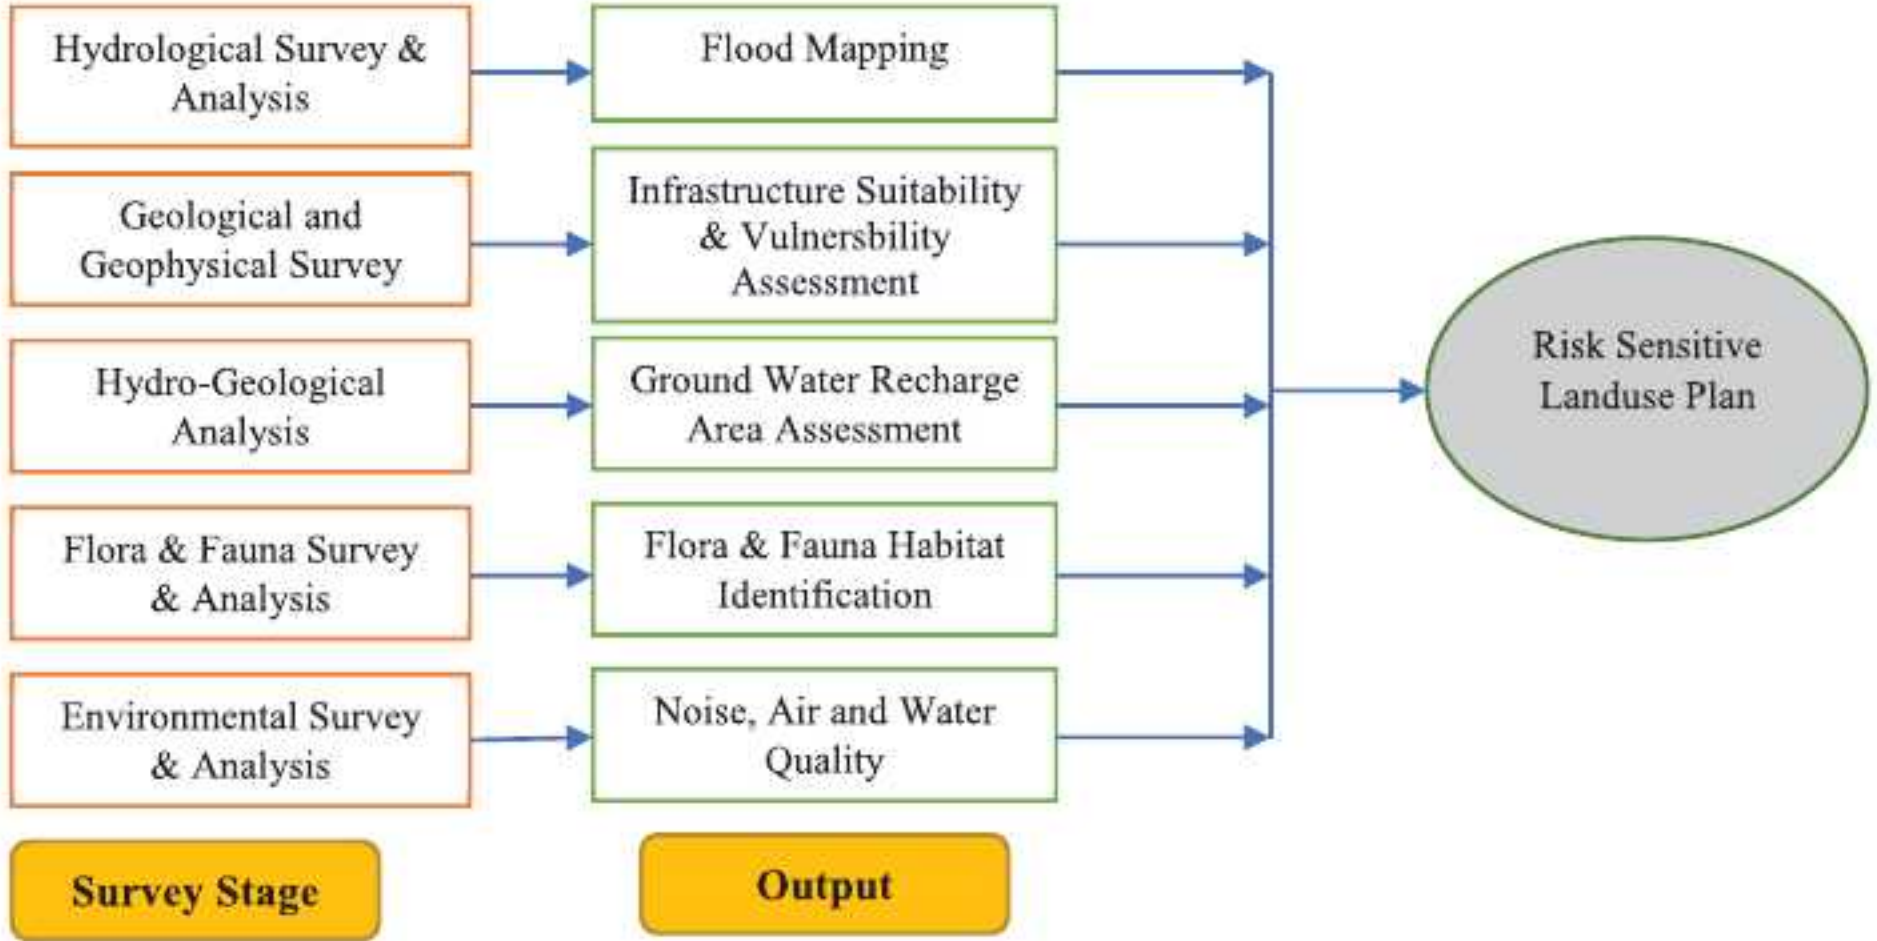 Hydrological Survey &
Analysis
Flood Mapping
Geological and
Geophysical Survey
Infrastructure Suitability
& Vulnersbility
Assessment
Hydro-Geological
Analysis
Ground Water Recharge
Area Assessment
Flora & Fauna Survey
& Analysis
Flora & Fauna Habitat
Identification
Environmental Survey
& Analysis
Noise, Air and Water
Quality
Risk Sensitive
Landuse Plan
Survey Stage
Output